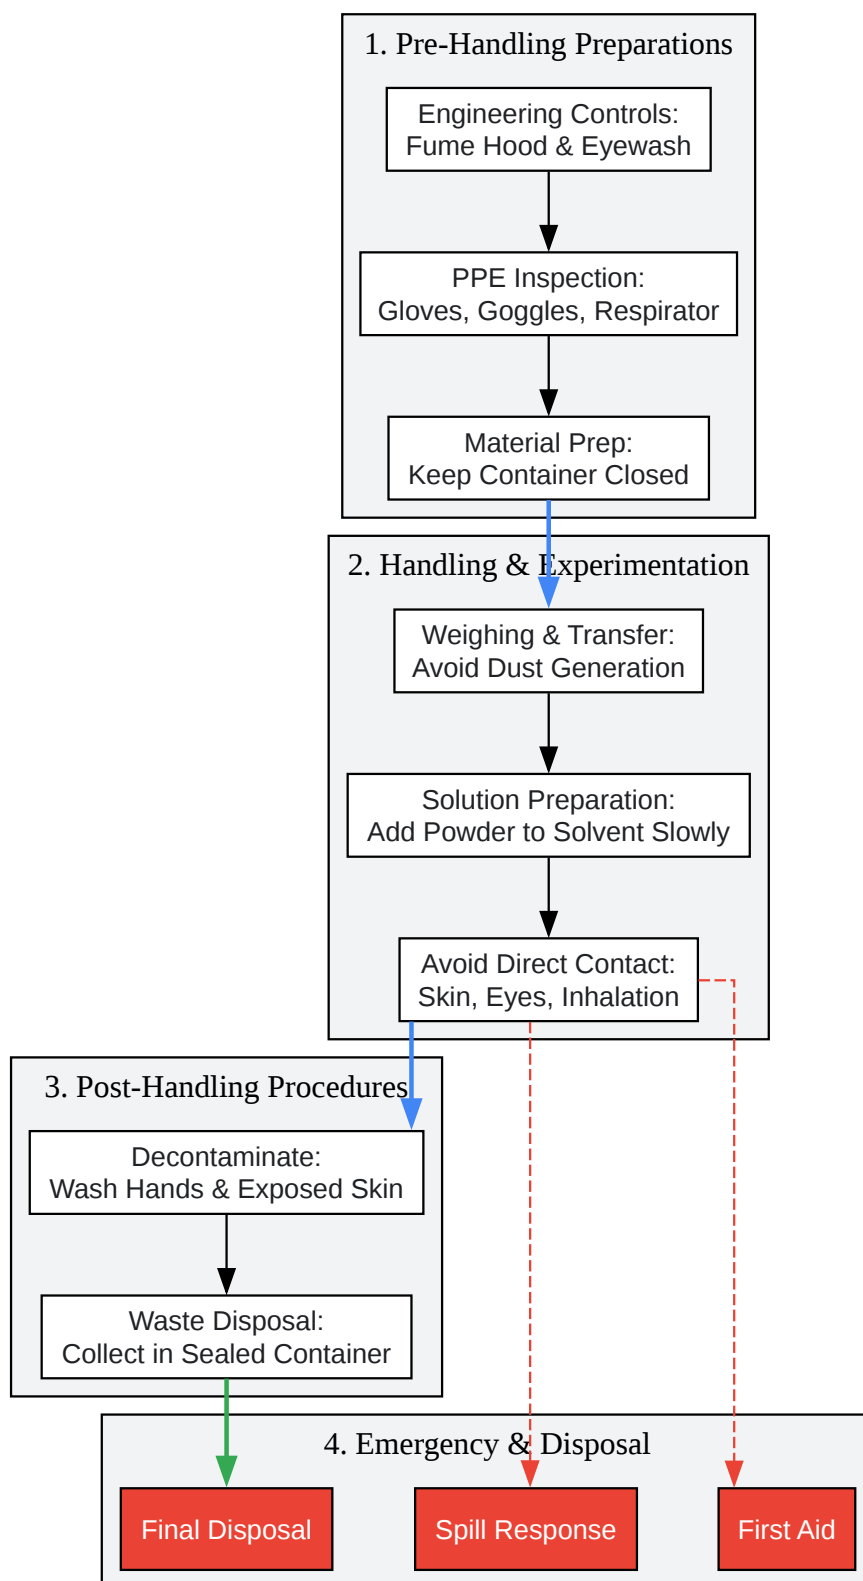 1. Pre-Handling Preparations
Engineering Controls:
Fume Hood & Eyewash
PPE Inspection:
Gloves, Goggles, Respirator
Material Prep:
Keep Container Closed
2. Handling & Experimentation
Weighing & Transfer:
Avoid Dust Generation
Solution Preparation:
Add Powder to Solvent Slowly
Avoid Direct Contact:
Skin, Eyes, Inhalation
3. Post-Handling Procedures
Decontaminate:
Wash Hands & Exposed Skin
Waste Disposal:
Collect in Sealed Container
4. Emergency & Disposal
Final Disposal
Spill Response
First Aid